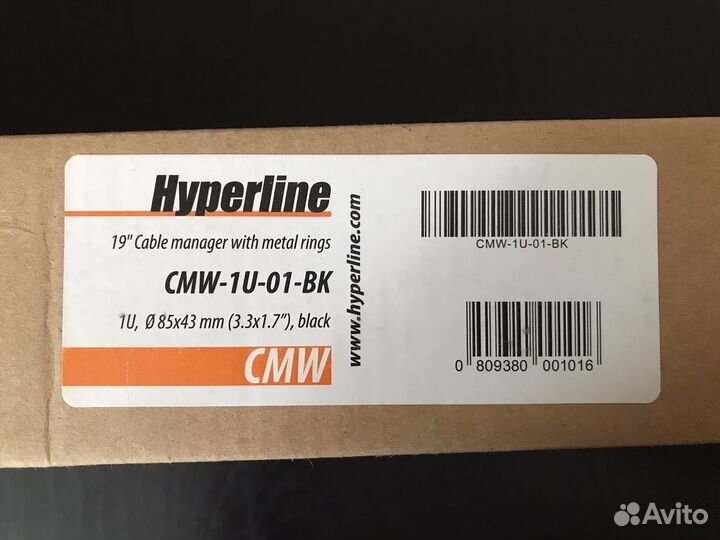 Hyperline
19" Cable manager with metal rings
CMW-1U-01-BK
1U, Ø 85x43 mm (3.3x1.7"), black
CMW
www.hyperline.com
CMW-1U-01-BK
0 809380 001016
Avito